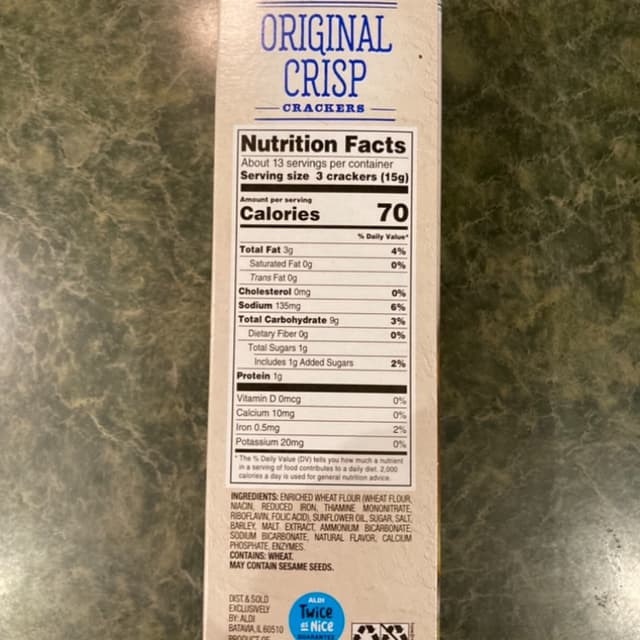 ORIGINAL
CRISP
CRACKERS
Nutrition Facts
About 13 servings per container
Serving size 3 crackers (15g)
Amount per serving
Calories 70
% Daily Value*
Total Fat 3g 4%
Saturated Fat 0g 0%
Trans Fat 0g
Cholesterol 0mg 0%
Sodium 135mg 6%
Total Carbohydrate 9g 3%
Dietary Fiber 0g 0%
Total Sugars 1g
Includes 1g Added Sugars 2%
Protein 1g
Vitamin D 0mcg 0%
Calcium 10mg 0%
Iron 0.5mg 2%
Potassium 20mg 0%
* The % Daily Value (DV) tells you how much a nutrient
in a serving of food contributes to a daily diet. 2,000
calories a day is used for general nutrition advice.
INGREDIENTS: ENRICHED WHEAT FLOUR (WHEAT FLOUR,
NIACIN, REDUCED IRON, THIAMINE MONONITRATE,
RIBOFLAVIN, FOLIC ACID), SUNFLOWER OIL, SUGAR, SALT,
BARLEY, MALT EXTRACT, AMMONIUM BICARBONATE,
SODIUM BICARBONATE, NATURAL FLAVOR, CALCIUM
PHOSPHATE, ENZYMES.
CONTAINS: WHEAT.
MAY CONTAIN SESAME SEEDS.
DIST. & SOLD
EXCLUSIVELY
BY: ALDI
BATAVIA, IL 60510
PRODUCT OF
ALDI
Twice
as Nice
GUARANTEE